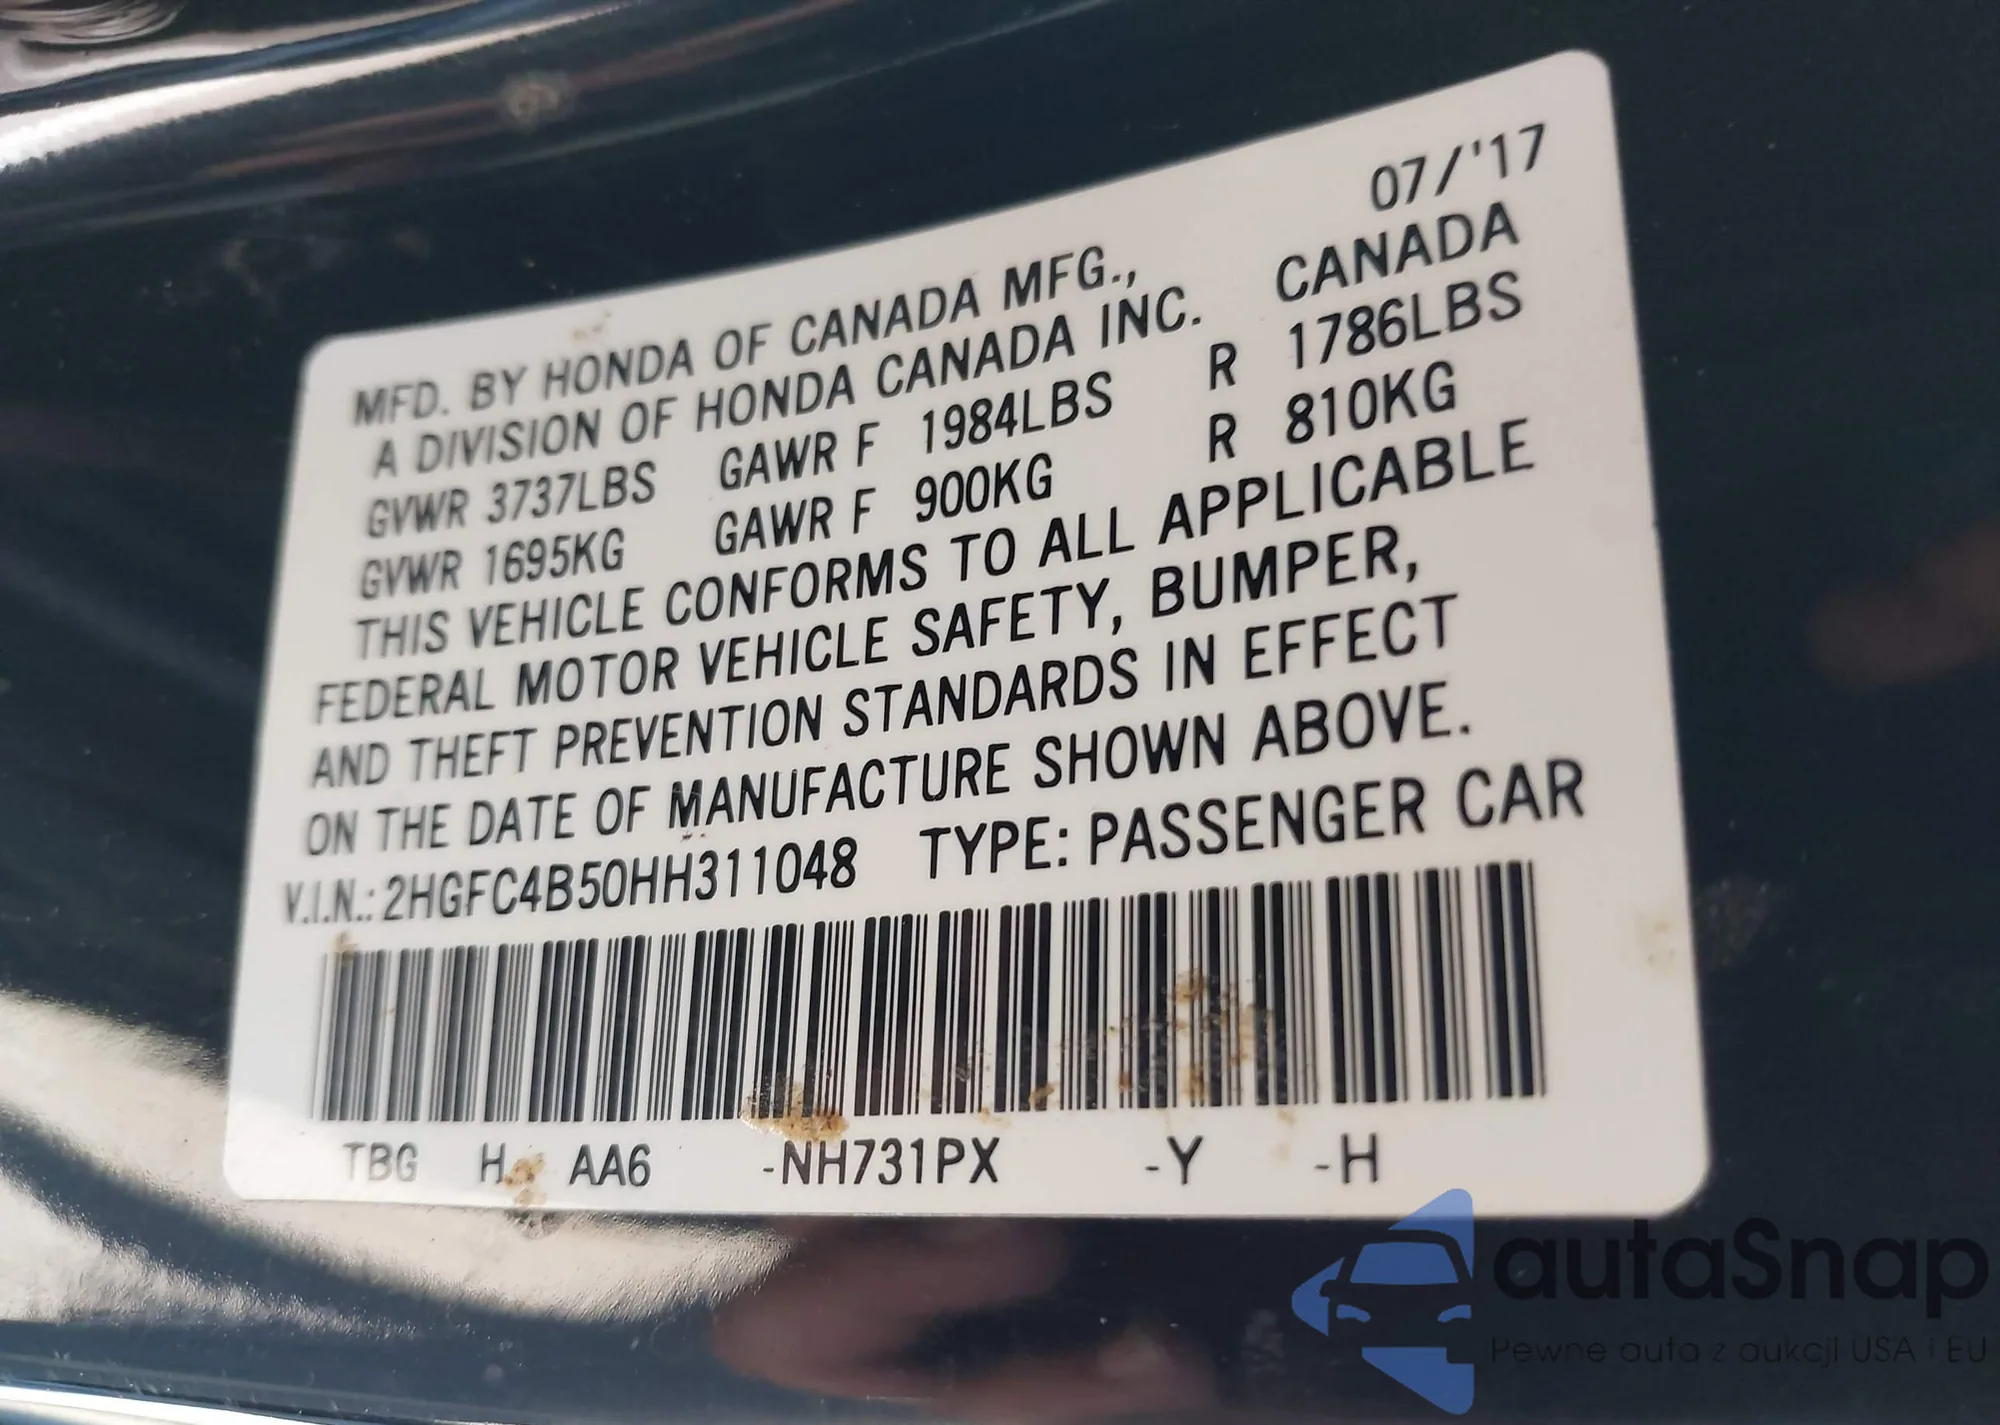 07/'17
MFD. BY HONDA OF CANADA MFG., CANADA
A DIVISION OF HONDA CANADA INC.
GVWR 3737LBS GAWR F 1984LBS R 1786LBS
GVWR 1695KG GAWR F 900KG R 810KG
THIS VEHICLE CONFORMS TO ALL APPLICABLE
FEDERAL MOTOR VEHICLE SAFETY, BUMPER,
AND THEFT PREVENTION STANDARDS IN EFFECT
ON THE DATE OF MANUFACTURE SHOWN ABOVE.
V.I.N.: 2HGFC4B50HH311048 TYPE: PASSENGER CAR
TBG H AA6 -NH731PX -Y -H
autaSnap
Pewne auta z aukcji USA i EU